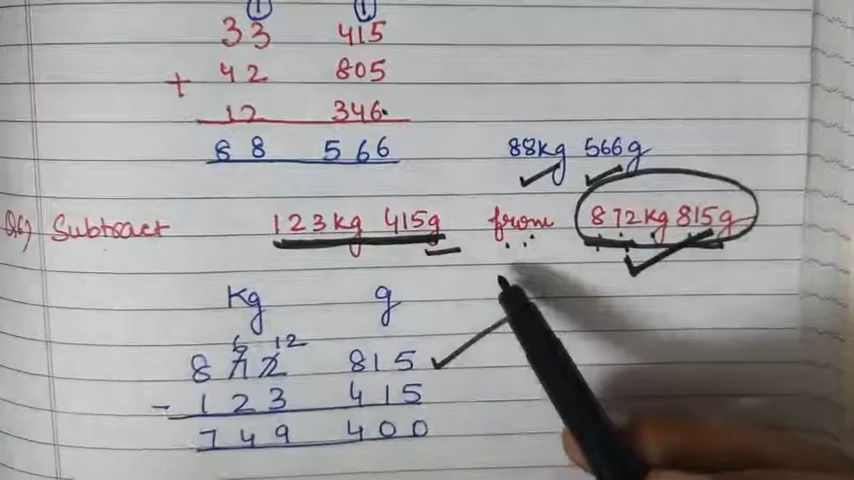 1 1
33 415
+ 42 805
12 346
88 566
88kg 566g
Q6) Subtract 123kg 415g from 872kg 815g
Kg g
6 12
872 815
- 123 415
749 400